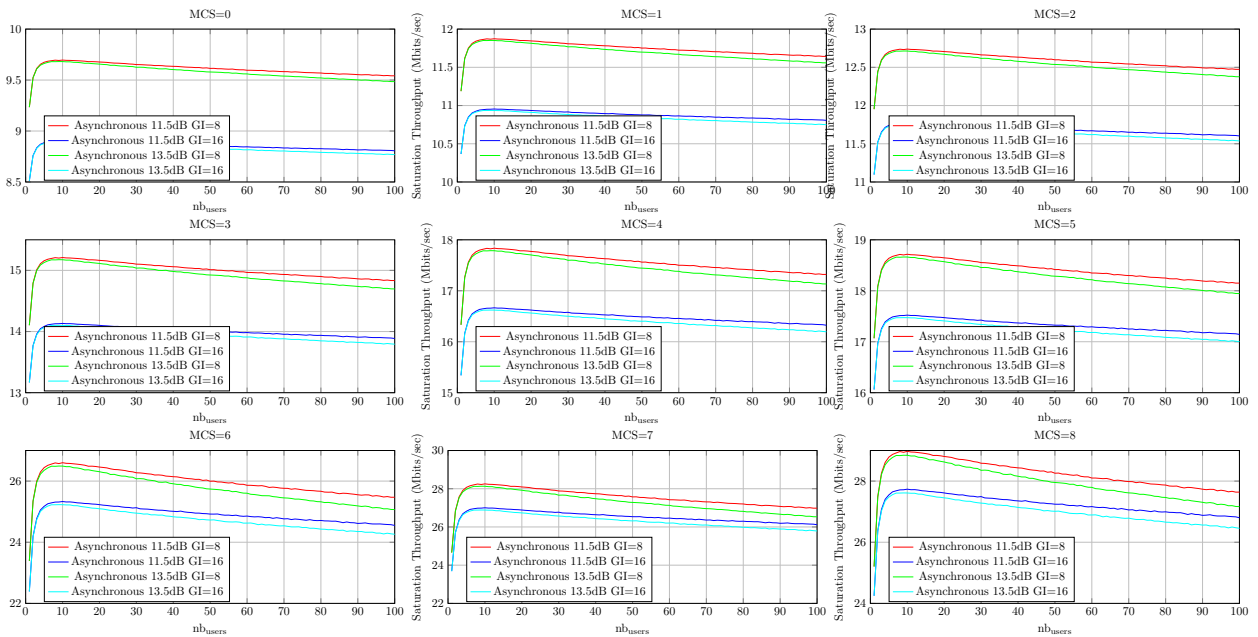 MCS=0
10
9.5
9
8.5
0 10 20 30 40 50 60 70 80 90 100
nb_users
Asynchronous 11.5dB GI=8
Asynchronous 11.5dB GI=16
Asynchronous 13.5dB GI=8
Asynchronous 13.5dB GI=16
MCS=1
Saturation Throughput (Mbits/sec)
12
11.5
11
10.5
10
0 10 20 30 40 50 60 70 80 90 100
nb_users
Asynchronous 11.5dB GI=8
Asynchronous 11.5dB GI=16
Asynchronous 13.5dB GI=8
Asynchronous 13.5dB GI=16
MCS=2
Saturation Throughput (Mbits/sec)
13
12.5
12
11.5
11
0 10 20 30 40 50 60 70 80 90 100
nb_users
Asynchronous 11.5dB GI=8
Asynchronous 11.5dB GI=16
Asynchronous 13.5dB GI=8
Asynchronous 13.5dB GI=16
MCS=3
15
14
13
0 10 20 30 40 50 60 70 80 90 100
nb_users
Asynchronous 11.5dB GI=8
Asynchronous 11.5dB GI=16
Asynchronous 13.5dB GI=8
Asynchronous 13.5dB GI=16
MCS=4
Saturation Throughput (Mbits/sec)
18
17
16
15
0 10 20 30 40 50 60 70 80 90 100
nb_users
Asynchronous 11.5dB GI=8
Asynchronous 11.5dB GI=16
Asynchronous 13.5dB GI=8
Asynchronous 13.5dB GI=16
MCS=5
Saturation Throughput (Mbits/sec)
19
18
17
16
0 10 20 30 40 50 60 70 80 90 100
nb_users
Asynchronous 11.5dB GI=8
Asynchronous 11.5dB GI=16
Asynchronous 13.5dB GI=8
Asynchronous 13.5dB GI=16
MCS=6
26
24
22
0 10 20 30 40 50 60 70 80 90 100
nb_users
Asynchronous 11.5dB GI=8
Asynchronous 11.5dB GI=16
Asynchronous 13.5dB GI=8
Asynchronous 13.5dB GI=16
MCS=7
Saturation Throughput (Mbits/sec)
30
28
26
24
22
0 10 20 30 40 50 60 70 80 90 100
nb_users
Asynchronous 11.5dB GI=8
Asynchronous 11.5dB GI=16
Asynchronous 13.5dB GI=8
Asynchronous 13.5dB GI=16
MCS=8
Saturation Throughput (Mbits/sec)
28
26
24
0 10 20 30 40 50 60 70 80 90 100
nb_users
Asynchronous 11.5dB GI=8
Asynchronous 11.5dB GI=16
Asynchronous 13.5dB GI=8
Asynchronous 13.5dB GI=16